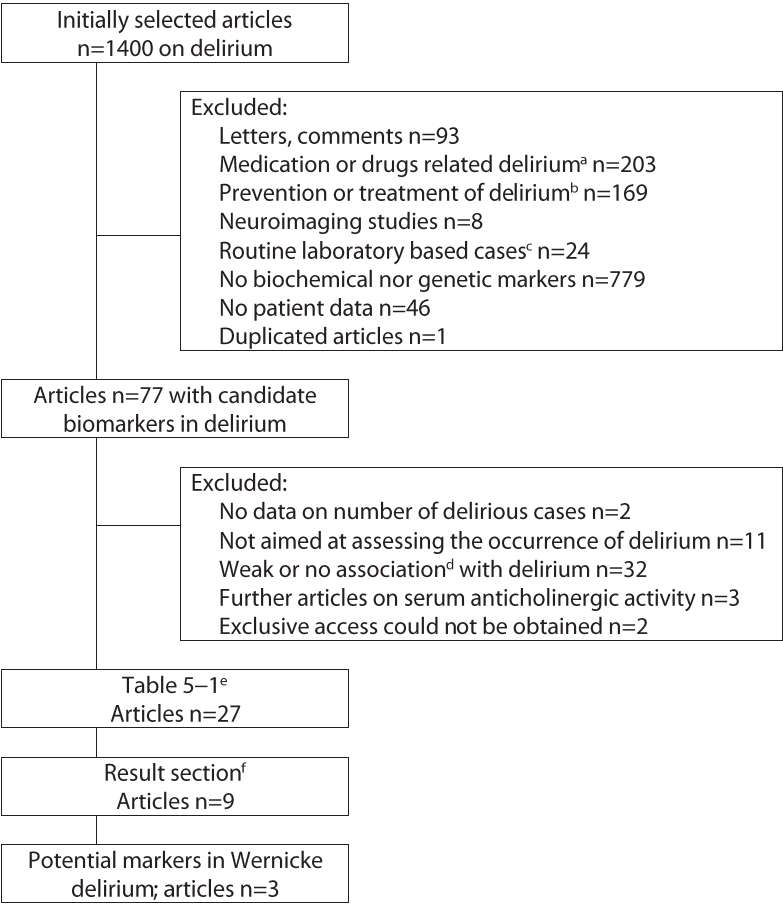 Initially selected articles
n=1400 on delirium
Excluded:
Letters, comments n=93
Medication or drugs related deliriumᵃ n=203
Prevention or treatment of deliriumᵇ n=169
Neuroimaging studies n=8
Routine laboratory based casesᶜ n=24
No biochemical nor genetic markers n=779
No patient data n=46
Duplicated articles n=1
Articles n=77 with candidate
biomarkers in delirium
Excluded:
No data on number of delirious cases n=2
Not aimed at assessing the occurrence of delirium n=11
Weak or no associationᵈ with delirium n=32
Further articles on serum anticholinergic activity n=3
Exclusive access could not be obtained n=2
Table 5–1ᵉ
Articles n=27
Result sectionᶠ
Articles n=9
Potential markers in Wernicke
delirium; articles n=3